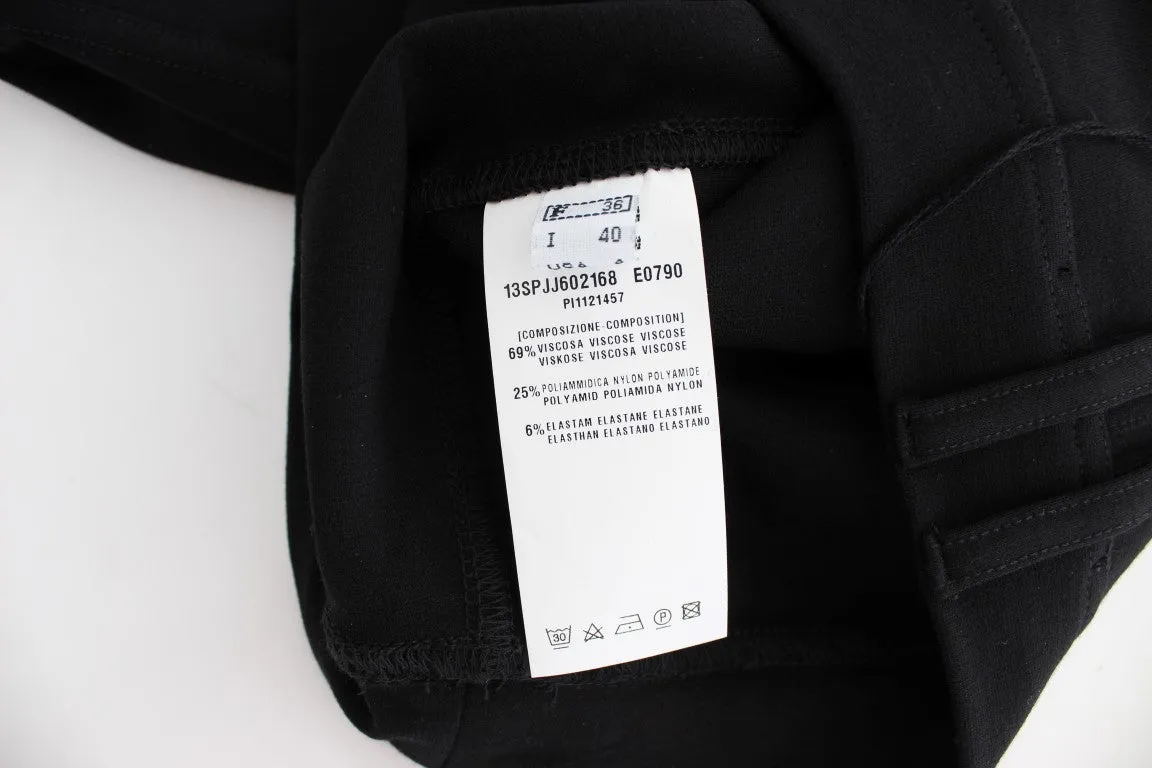 F 36
I 40
USA
13SPJJ602168 E0790
PI1121457
[COMPOSIZIONE-COMPOSITION]
69% VISCOSA VISCOSE VISCOSE
VISKOSE VISCOSA VISCOSE
25% POLIAMMIDICA NYLON POLYAMIDE
POLYAMID POLIAMIDA NYLON
6% ELASTAM ELASTANE ELASTANE
ELASTHAN ELASTANO ELASTANO
30 P